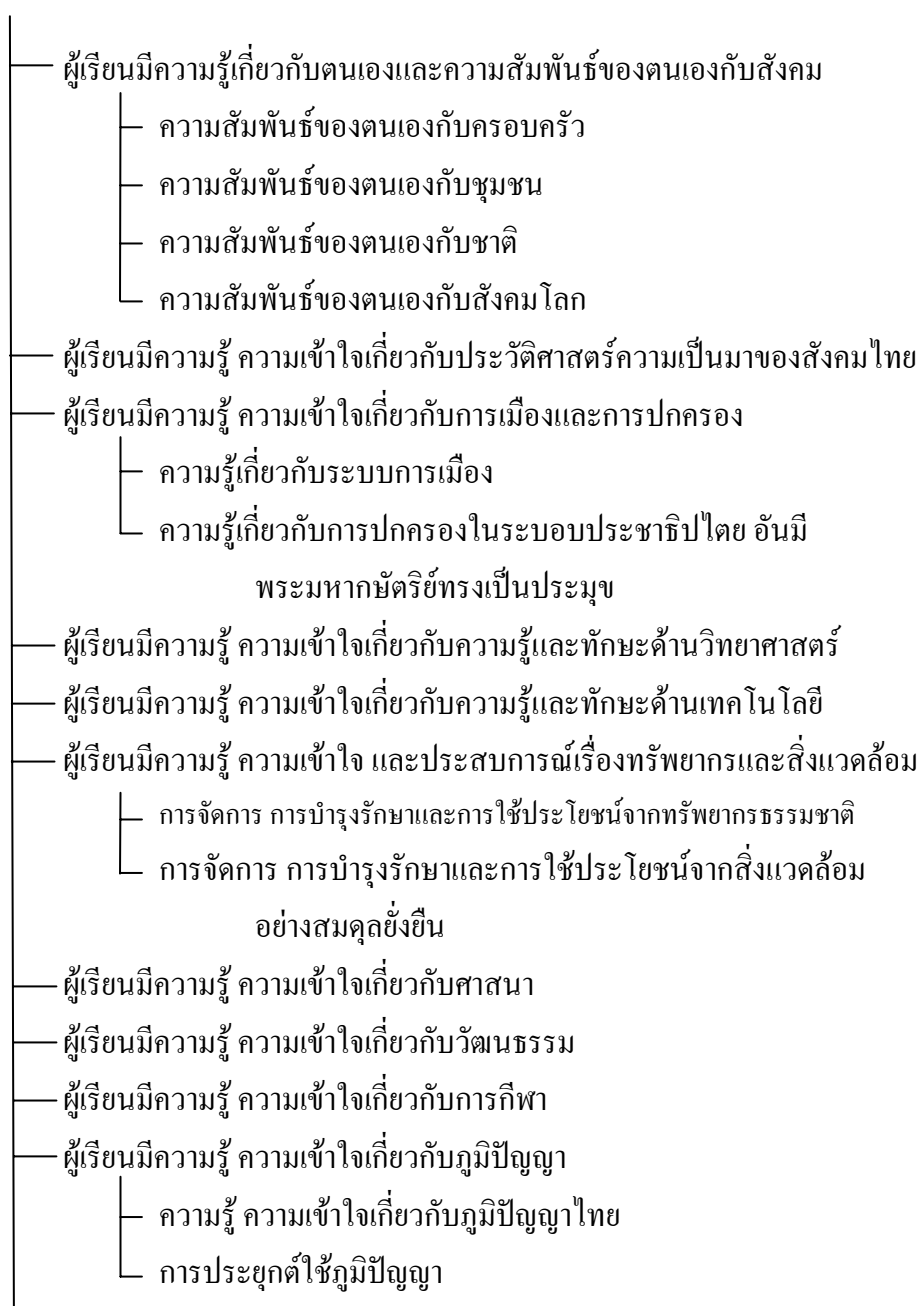 ผู้เรียนมีความรู้เกี่ยวกับตนเองและความสัมพันธ์ของตนเองกับสังคม
ความสัมพันธ์ของตนเองกับครอบครัว
ความสัมพันธ์ของตนเองกับชุมชน
ความสัมพันธ์ของตนเองกับชาติ
ความสัมพันธ์ของตนเองกับสังคมโลก
ผู้เรียนมีความรู้ ความเข้าใจเกี่ยวกับประวัติศาสตร์ความเป็นมาของสังคมไทย
ผู้เรียนมีความรู้ ความเข้าใจเกี่ยวกับการเมืองและการปกครอง
ความรู้เกี่ยวกับระบบการเมือง
ความรู้เกี่ยวกับการปกครองในระบอบประชาธิปไตย อันมี
พระมหากษัตริย์ทรงเป็นประมุข
ผู้เรียนมีความรู้ ความเข้าใจเกี่ยวกับความรู้และทักษะด้านวิทยาศาสตร์
ผู้เรียนมีความรู้ ความเข้าใจเกี่ยวกับความรู้และทักษะด้านเทคโนโลยี
ผู้เรียนมีความรู้ ความเข้าใจ และประสบการณ์เรื่องทรัพยากรและสิ่งแวดล้อม
การจัดการ การบำรุงรักษาและการใช้ประโยชน์จากทรัพยากรธรรมชาติ
การจัดการ การบำรุงรักษาและการใช้ประโยชน์จากสิ่งแวดล้อม
อย่างสมดุลยั่งยืน
ผู้เรียนมีความรู้ ความเข้าใจเกี่ยวกับศาสนา
ผู้เรียนมีความรู้ ความเข้าใจเกี่ยวกับวัฒนธรรม
ผู้เรียนมีความรู้ ความเข้าใจเกี่ยวกับการกีฬา
ผู้เรียนมีความรู้ ความเข้าใจเกี่ยวกับภูมิปัญญา
ความรู้ ความเข้าใจเกี่ยวกับภูมิปัญญาไทย
การประยุกต์ใช้ภูมิปัญญา